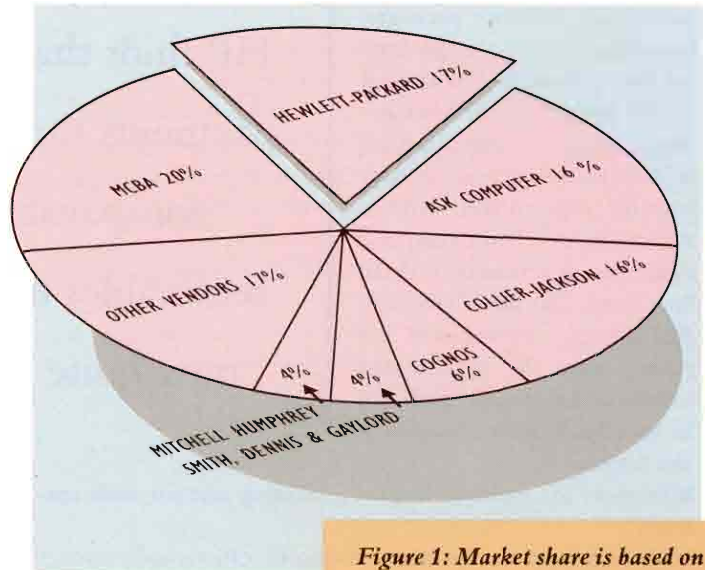 HEWLETT-PACKARD 17%
MCBA 20%
ASK COMPUTER 16 %
COLLIER-JACKSON 16%
OTHER VENDORS 17%
COGNOS
6%
4%
4%
MITCHELL HUMPHREY
SMITH, DENNIS & GAYLORD
Figure 1: Market share is based on